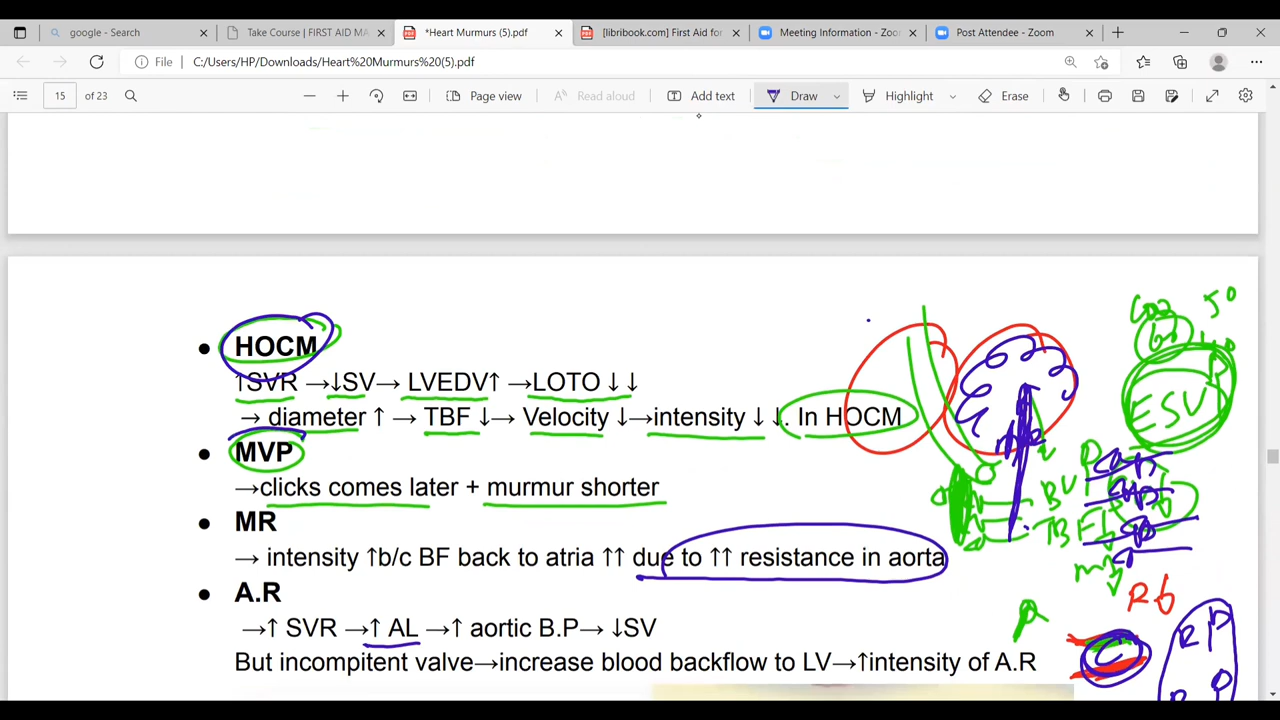 google - Search
Take Course | FIRST AID MA
*Heart Murmurs (5).pdf
[libribook.com] First Aid for
Meeting Information - Zoo
Post Attendee - Zoom
File
C:/Users/HP/Downloads/Heart%20Murmurs%20(5).pdf
15 of 23
Page view
Read aloud
Add text
Draw
Highlight
Erase
• HOCM
↑SVR →↓SV→ LVEDV↑ →LOTO ↓↓
→ diameter ↑ → TBF ↓→ Velocity ↓→intensity ↓↓. In HOCM
• MVP
→clicks comes later + murmur shorter
• MR
→ intensity ↑b/c BF back to atria ↑↑ due to ↑↑ resistance in aorta
• A.R
→↑ SVR →↑ AL →↑ aortic B.P→ ↓SV
But incompitent valve→increase blood backflow to LV→↑intensity of A.R
ESV
BV
TBF